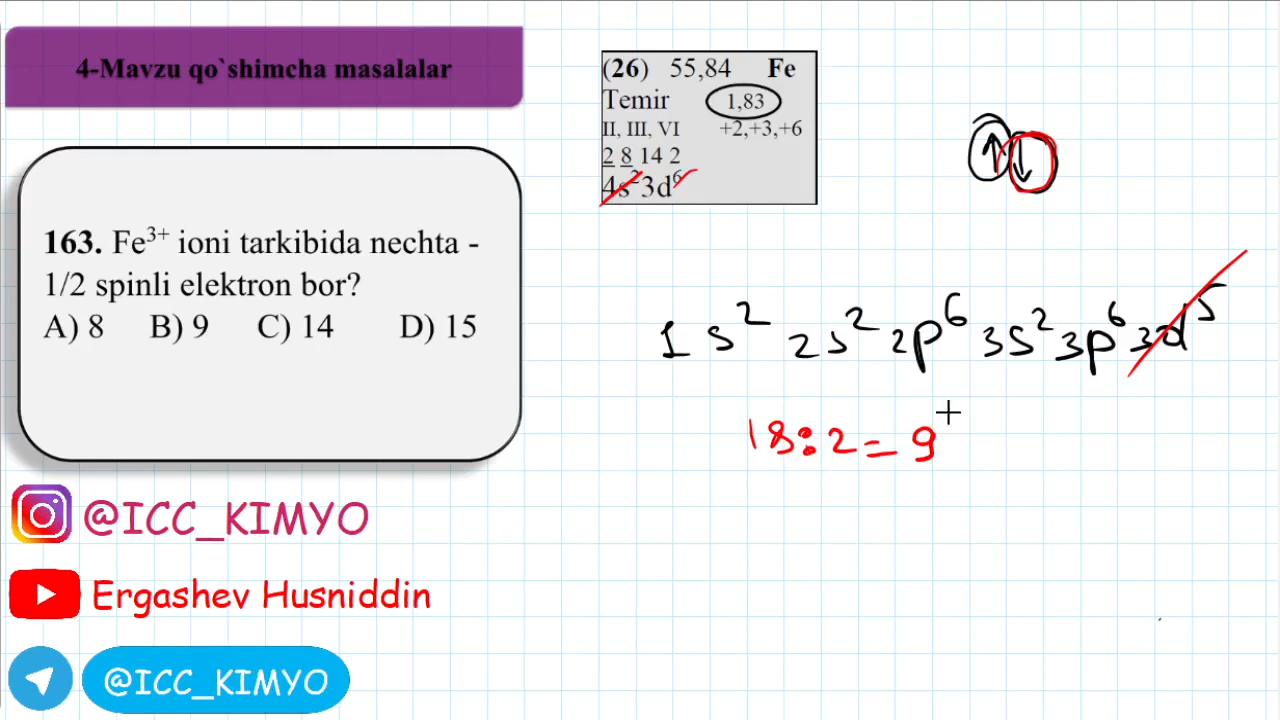 4-Mavzu qo`shimcha masalalar
163. Fe³⁺ ioni tarkibida nechta -
1/2 spinli elektron bor?
A) 8 B) 9 C) 14 D) 15
@ICC_KIMYO
Ergashev Husniddin
@ICC_KIMYO
(26) 55,84 Fe
Temir 1,83
II, III, VI +2,+3,+6
2 8 14 2
4s²3d⁶
1s² 2s² 2p⁶ 3s² 3p⁶ 3d⁵
18:2=9